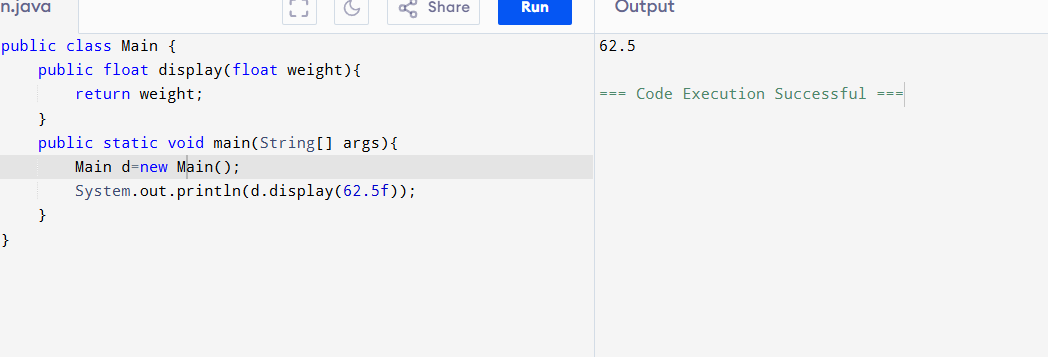 n.java
Share
Run
Output
public class Main {
public float display(float weight){
return weight;
}
public static void main(String[] args){
Main d=new Main();
System.out.println(d.display(62.5f));
}
}
62.5
=== Code Execution Successful ===